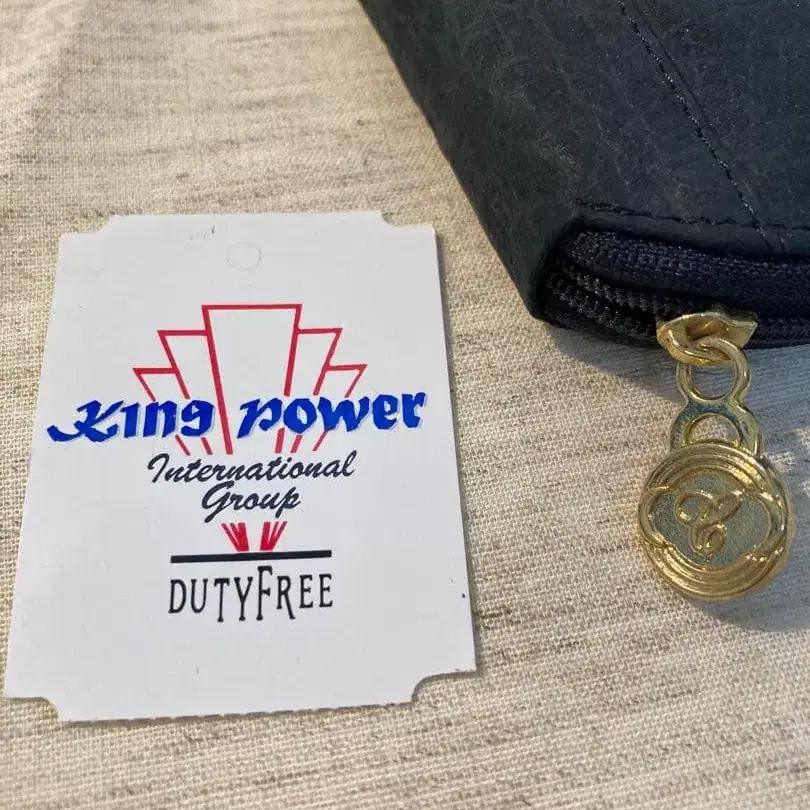 King Power
International
Group
DUTYFREE